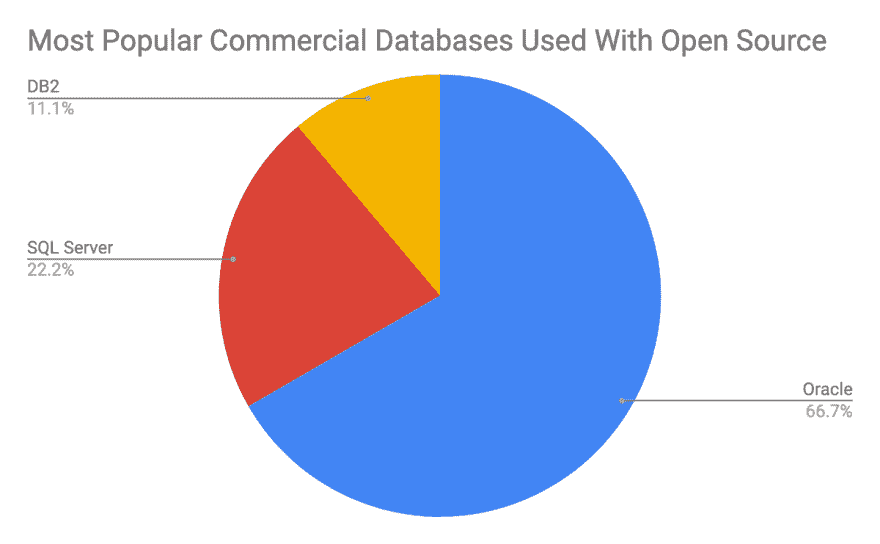 Most Popular Commercial Databases Used With Open Source
DB2
11.1%
SQL Server
22.2%
Oracle
66.7%